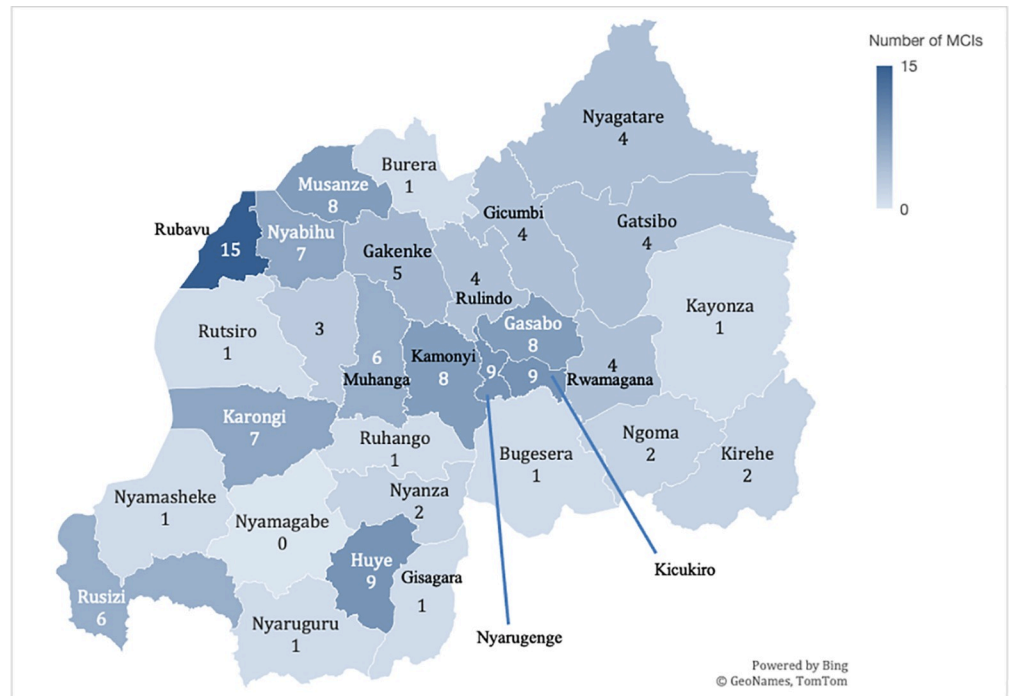 Number of MCIs
15
0
Nyagatare
4
Burera
1
Musanze
8
Gicumbi
4
Gatsibo
4
Rubavu
15
Nyabihu
7
Gakenke
5
4
Rulindo
Kayonza
1
Rutsiro
1
3
6
Muhanga
Kamonyi
8
Gasabo
8
9
9
4
Rwamagana
Karongi
7
Ruhango
1
Bugesera
1
Ngoma
2
Kirehe
2
Nyamasheke
1
Nyamagabe
0
Nyanza
2
Huye
9
Gisagara
1
Kicukiro
Rusizi
6
Nyaruguru
1
Nyarugenge
Powered by Bing
© GeoNames, TomTom